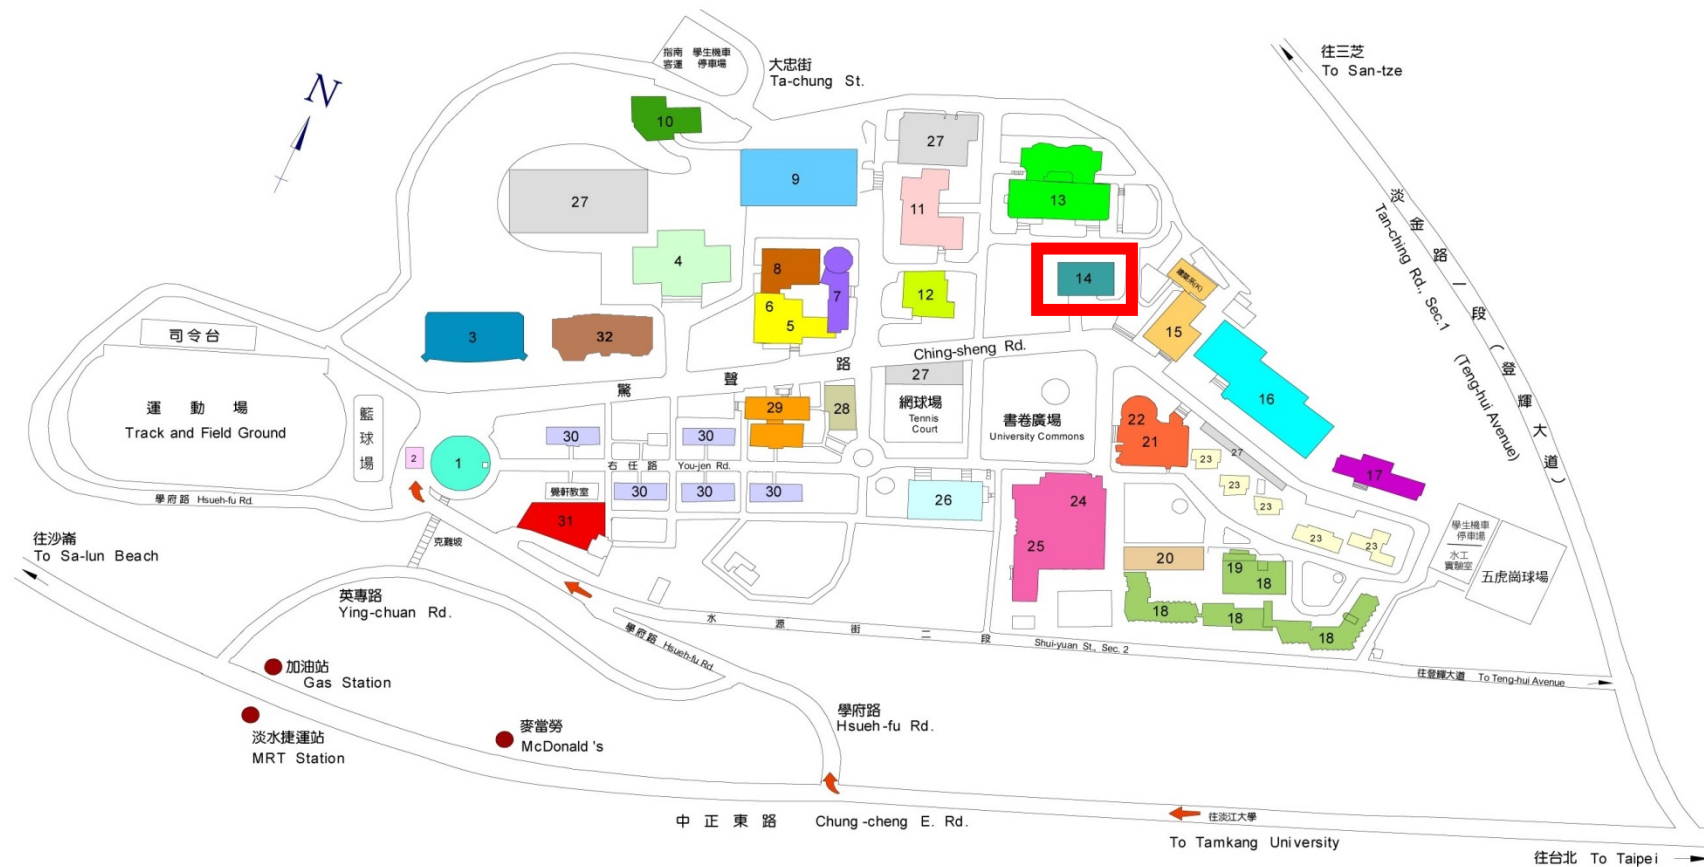 指南 學生機車
客運 停車場
大忠街
Ta-chung St.
往三芝
To San-tze
N
10
27
9
27
13
11
4
8
7
6
5
12
14
建築系(K)
15
淡金路一段(登輝大道)
Tan-ching Rd., Sec.1 (Teng-hui Avenue)
司令台
3
32
Ching-sheng Rd.
驚聲路
27
16
運動場
Track and Field Ground
籃球場
29
28
網球場
Tennis
Court
書卷廣場
University Commons
22
21
30
30
2
1
右任路 You-jen Rd.
23
27
17
學府路 Hsueh-fu Rd.
覺軒教室
30
30
30
26
24
23
23
31
25
20
23
23
學生機車
停車場
水工
實驗室
五虎崗球場
往沙崙
To Sa-lun Beach
克難坡
19
18
18
18
18
英專路
Ying-chuan Rd.
水源街二段
Shui-yuan St., Sec. 2
學府路 Hsueh-fu Rd.
往登輝大道 To Teng-hui Avenue
加油站
Gas Station
淡水捷運站
MRT Station
麥當勞
McDonald's
學府路
Hsueh-fu Rd.
中正東路 Chung-cheng E. Rd.
往淡江大學
To Tamkang University
往台北 To Taipei